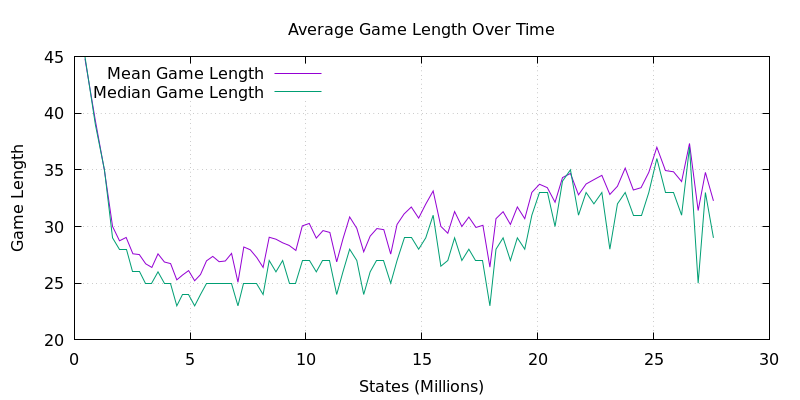 Average Game Length Over Time
45
Mean Game Length
Median Game Length
40
35
30
25
20
Game Length
0 5 10 15 20 25 30
States (Millions)